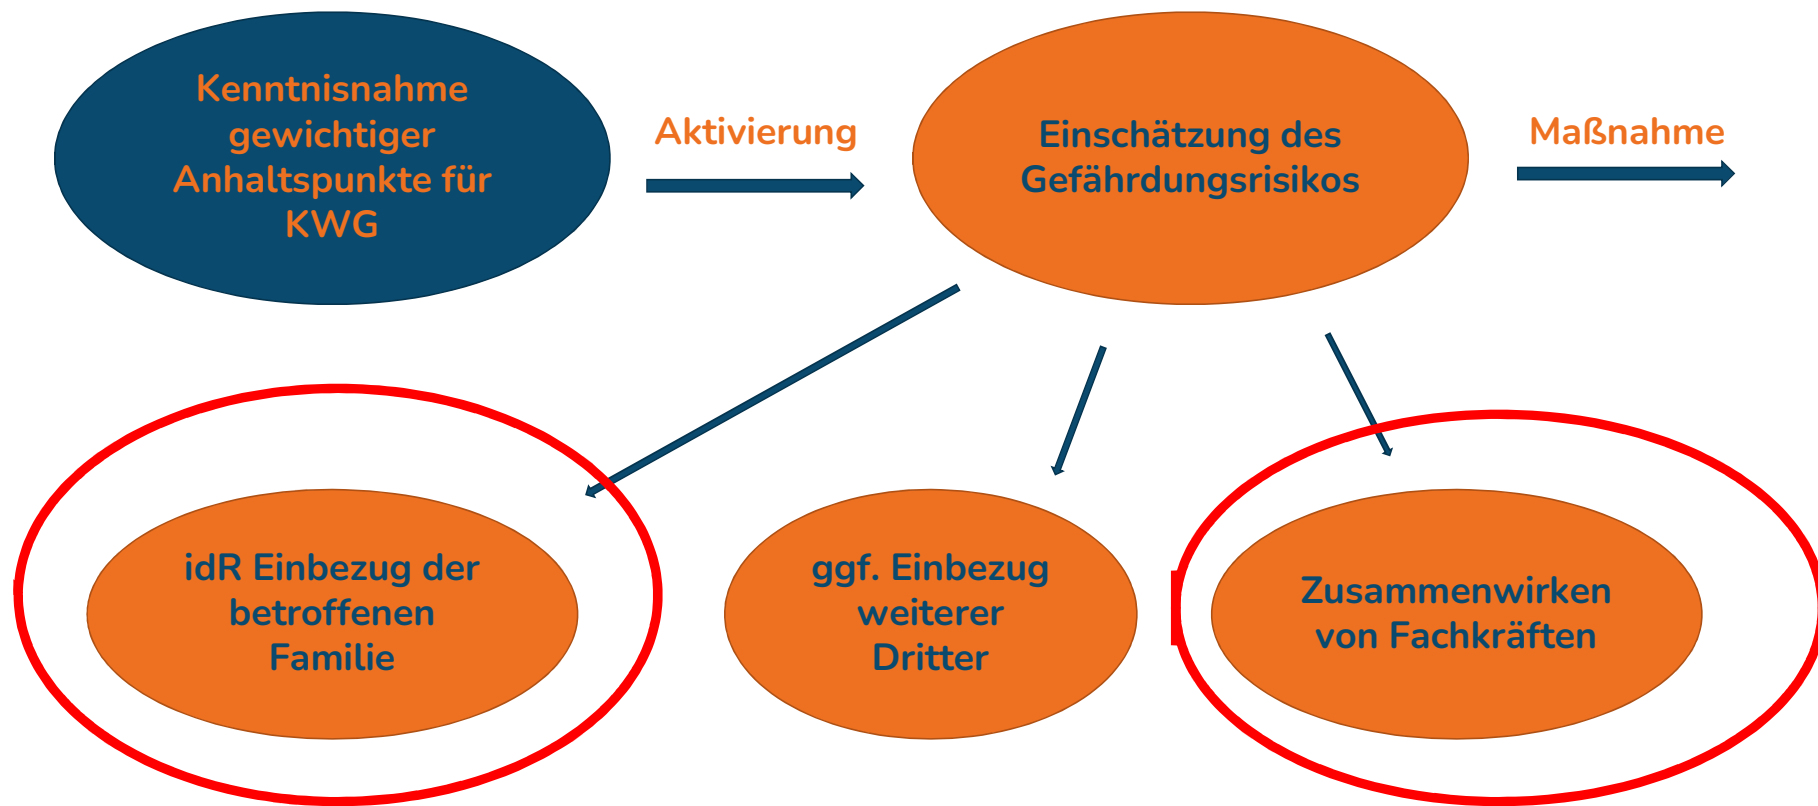 Kenntnisnahme
gewichtiger
Anhaltspunkte für
KWG
Aktivierung
Einschätzung des
Gefährdungsrisikos
Maßnahme
idR Einbezug der
betroffenen
Familie
ggf. Einbezug
weiterer
Dritter
Zusammenwirken
von Fachkräften